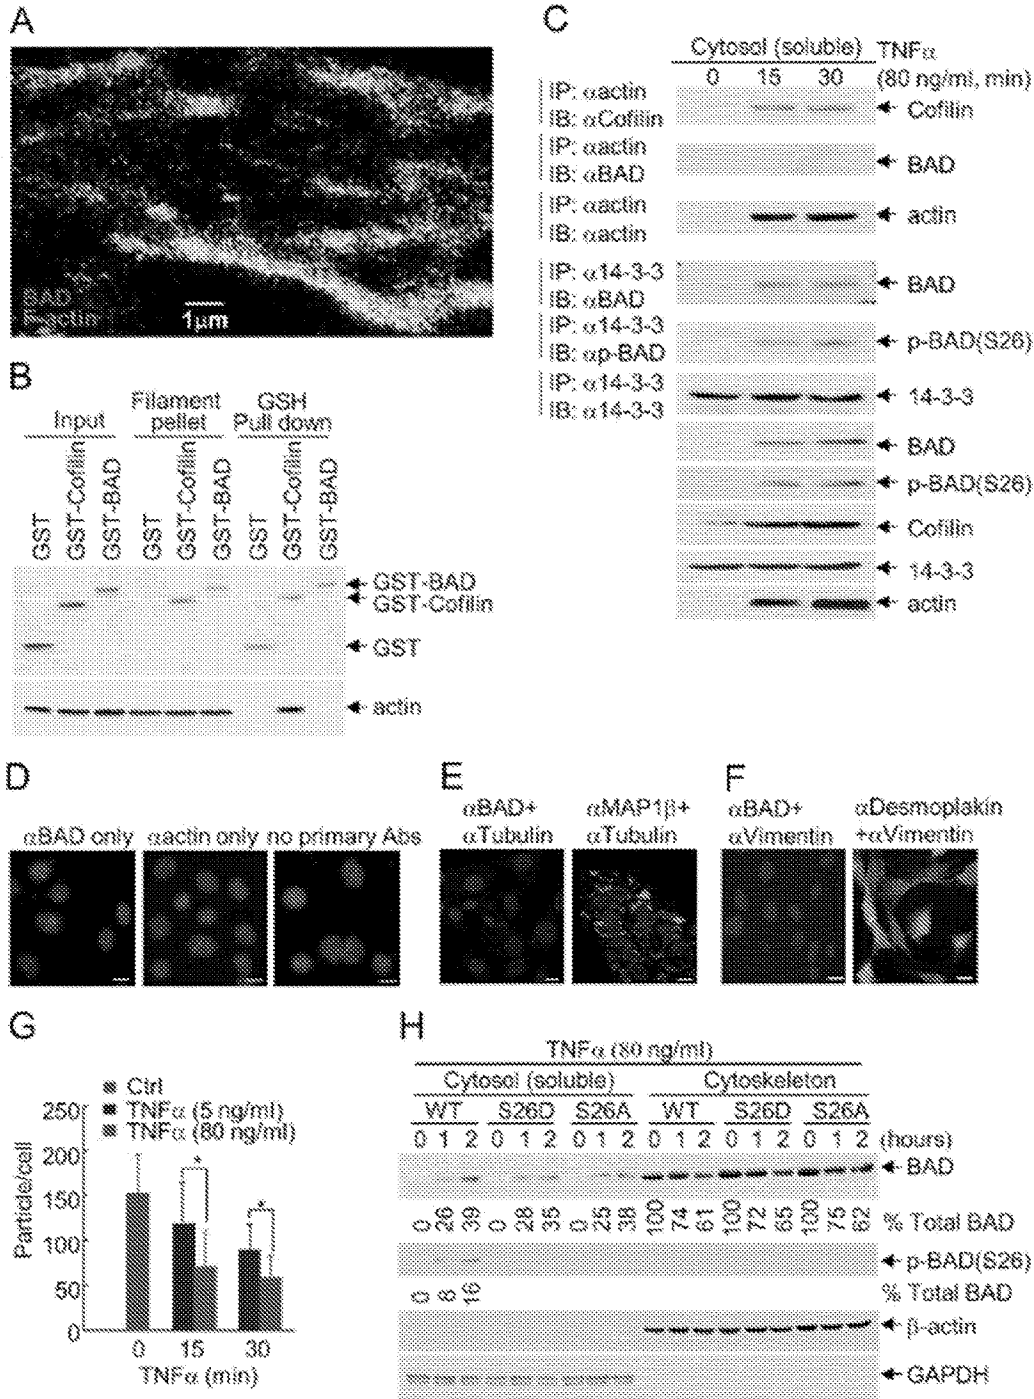 A
BAD
F-actin
1μm
B
Input
Filament pellet
GSH Pull down
GST
GST-Cofilin
GST-BAD
GST
GST-Cofilin
GST-BAD
GST
GST-Cofilin
GST-BAD
GST-BAD
GST-Cofilin
GST
actin
C
Cytosol (soluble) TNFα
0 15 30 (80 ng/ml, min)
IP: αactin
IB: αCofilin
Cofilin
IP: αactin
IB: αBAD
BAD
IP: αactin
IB: αactin
actin
IP: α14-3-3
IB: αBAD
BAD
IP: α14-3-3
IB: αp-BAD
p-BAD(S26)
IP: α14-3-3
IB: α14-3-3
14-3-3
BAD
p-BAD(S26)
Cofilin
14-3-3
actin
D
αBAD only αactin only no primary Abs
E
αBAD+ αTubulin
αMAP1β+ αTubulin
F
αBAD+ αVimentin
αDesmoplakin +αVimentin
G
Ctrl
TNFα (5 ng/ml)
TNFα (80 ng/ml)
Particle/cell
250
200
150
100
50
0
* *
0 15 30
TNFα (min)
H
TNFα (80 ng/ml)
Cytosol (soluble) Cytoskeleton
WT S26D S26A WT S26D S26A
0 1 2 0 1 2 0 1 2 0 1 2 0 1 2 0 1 2 (hours)
BAD
0 26 39 0 28 35 0 25 38 100 74 61 100 72 65 100 75 62 % Total BAD
p-BAD(S26)
0 8 16 % Total BAD
β-actin
GAPDH